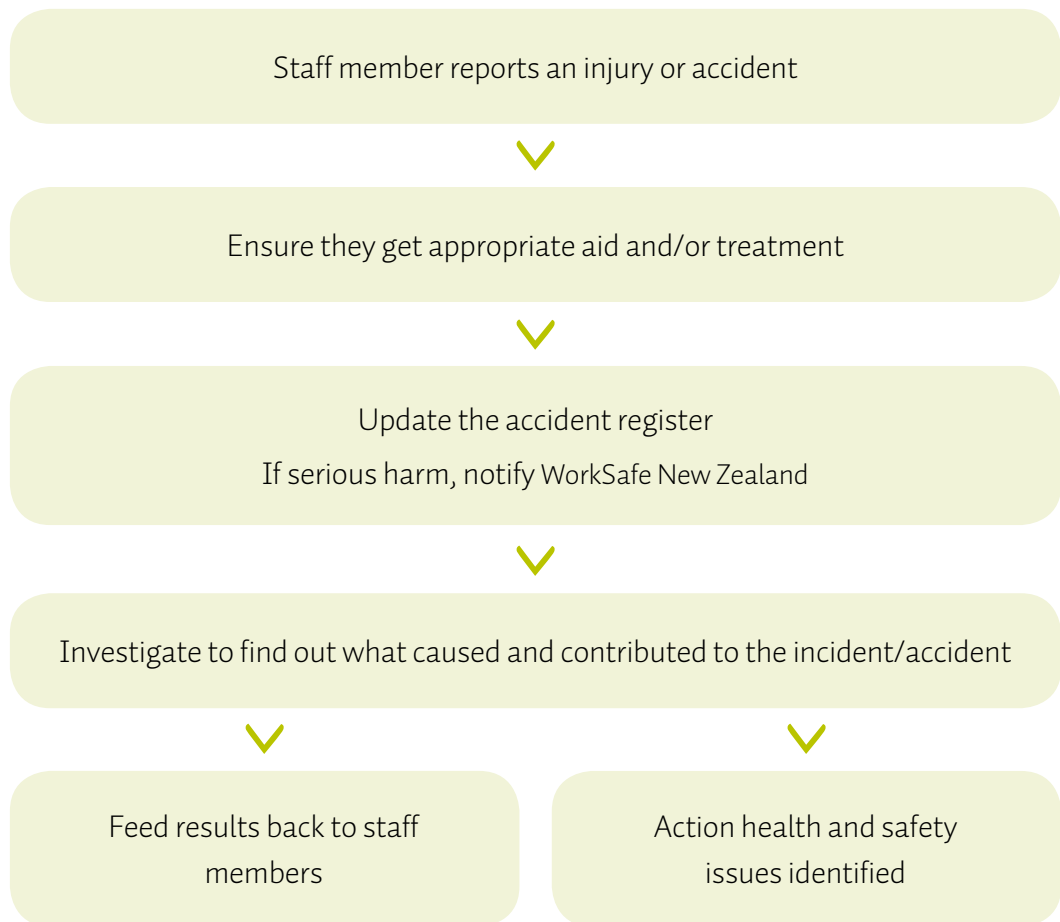 Staff member reports an injury or accident
Ensure they get appropriate aid and/or treatment
Update the accident register
If serious harm, notify WorkSafe New Zealand
Investigate to find out what caused and contributed to the incident/accident
Feed results back to staff
members
Action health and safety
issues identified